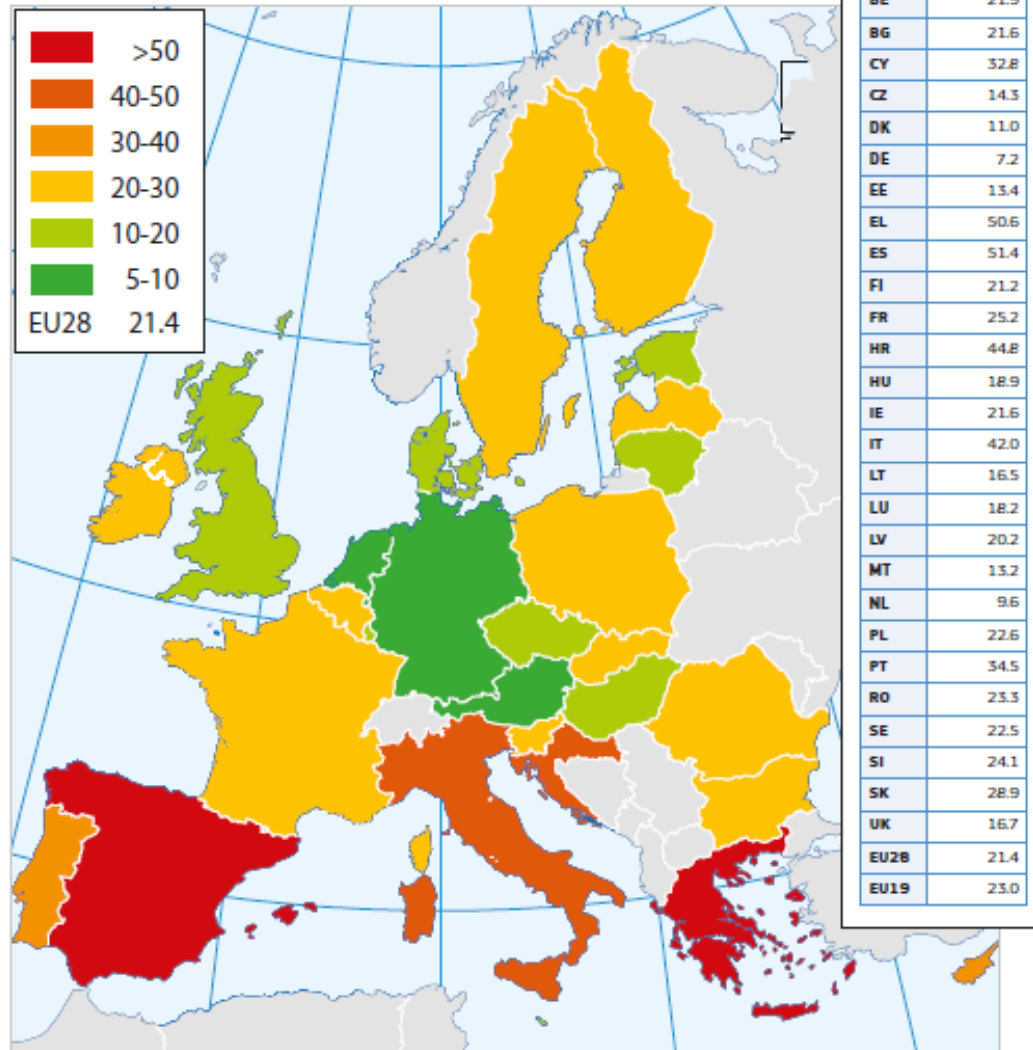 >50
40-50
30-40
20-30
10-20
5-10
EU28 21.4
BG 21.6
CY 32.8
CZ 14.3
DK 11.0
DE 7.2
EE 13.4
EL 50.6
ES 51.4
FI 21.2
FR 25.2
HR 44.8
HU 18.9
IE 21.6
IT 42.0
LT 16.5
LU 18.2
LV 20.2
MT 13.2
NL 9.6
PL 22.6
PT 34.5
RO 23.3
SE 22.5
SI 24.1
SK 28.9
UK 16.7
EU28 21.4
EU19 23.0